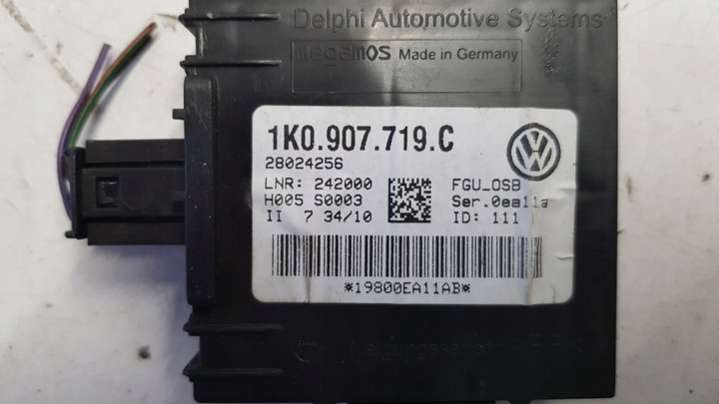 Delphi Automotive Systems
megamos Made in Germany
1K0.907.719.C
28024256
LNR: 242000 FGU_OSB
H005 S0003 Ser.0ea11a
II 7 34/10 ID: 111
*19800EA11AB*